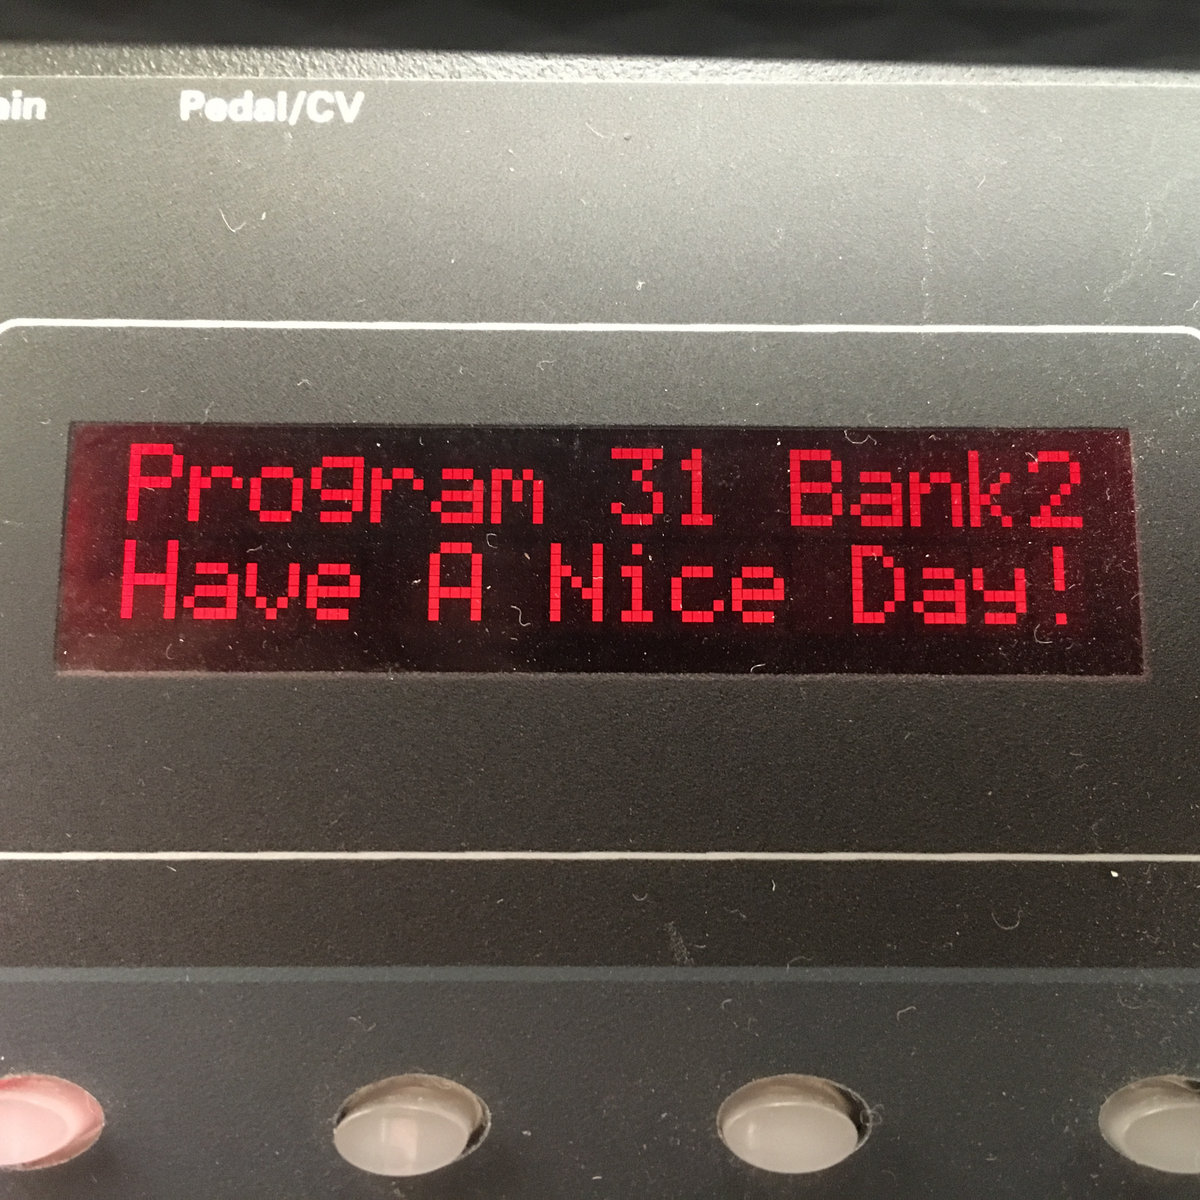 Pedal/CV
Program 31 Bank2
Have A Nice Day!